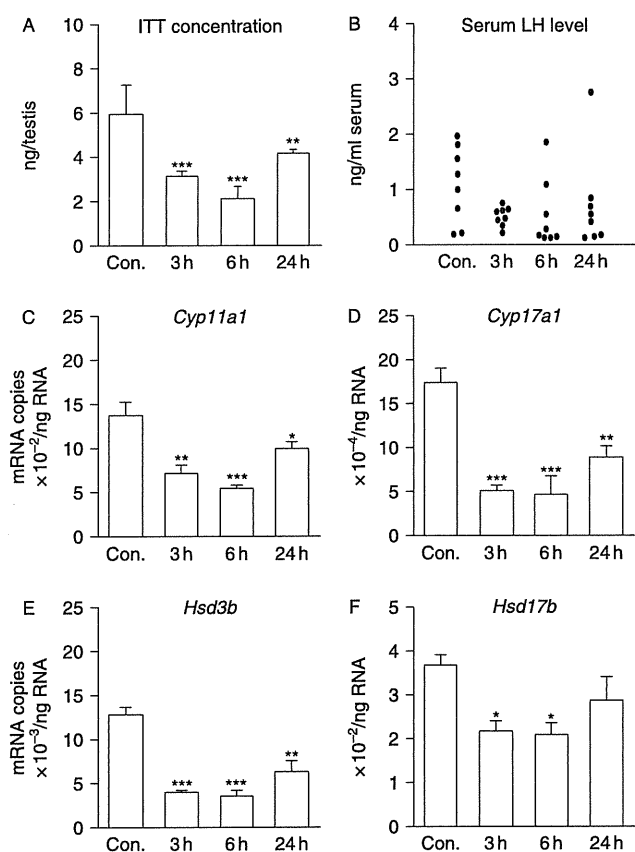 A ITT concentration
ng/testis
8
6
4
2
0
***
***
**
Con. 3 h 6 h 24 h
B Serum LH level
ng/ml serum
4
3
2
1
0
Con. 3 h 6 h 24 h
C Cyp11a1
mRNA copies
×10⁻²/ng RNA
25
20
15
10
5
0
**
***
*
Con. 3 h 6 h 24 h
D Cyp17a1
×10⁻⁴/ng RNA
25
20
15
10
5
0
***
***
**
Con. 3 h 6 h 24 h
E Hsd3b
mRNA copies
×10⁻³/ng RNA
25
20
15
10
5
0
***
***
**
Con. 3 h 6 h 24 h
F Hsd17b
×10⁻²/ng RNA
5
4
3
2
1
0
*
*
Con. 3 h 6 h 24 h